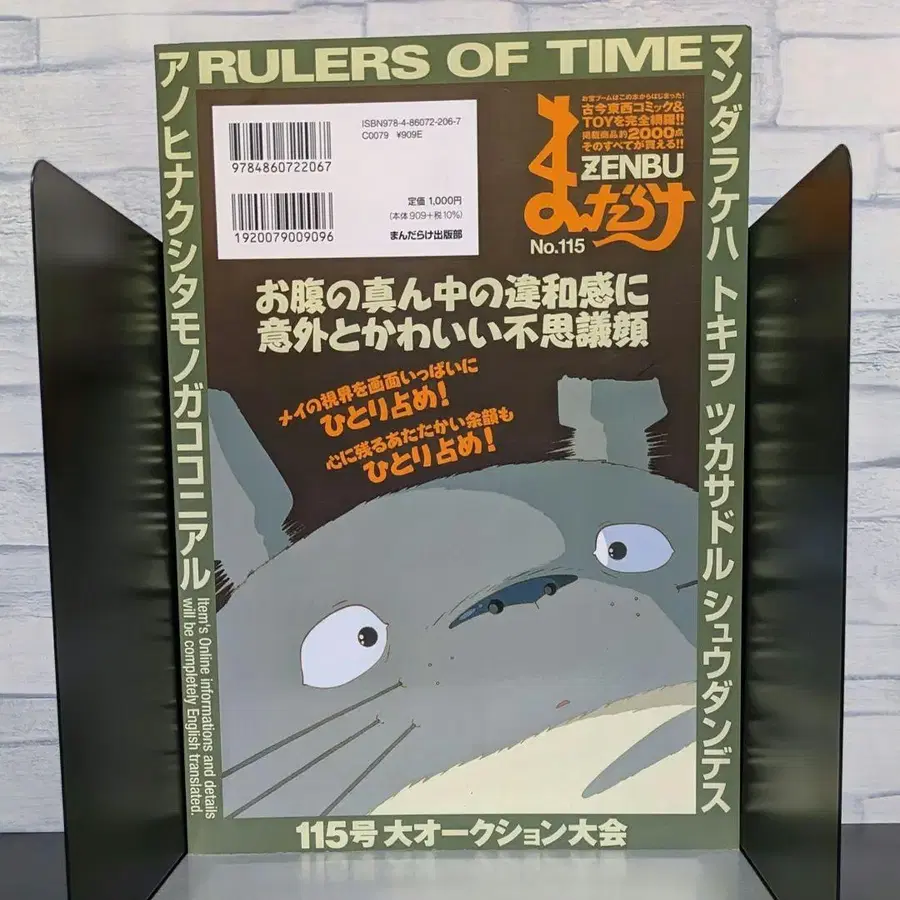 RULERS OF TIME
アノヒナクシタモノガココニアル
マンダラケハ トキヲ ツカサドル シュウダンデス
ISBN978-4-86072-206-7
C0079 ¥909E
9784860722067
定価 1,000円
(本体 909+税10%)
1920079009096
まんだらけ出版部
お宝ブームはこの本からはじまった!
古今東西コミック&
TOYを完全網羅!!
掲載商品約2000点
そのすべてが買える!!
ZENBU
まんだらけ
No.115
お腹の真ん中の違和感に
意外とかわいい不思議顔
メイの視界を画面いっぱいに
ひとり占め!
心に残るあたたかい余韻も
ひとり占め!
Item's Online informations and details
will be completely English translated.
115号 大オークション大会